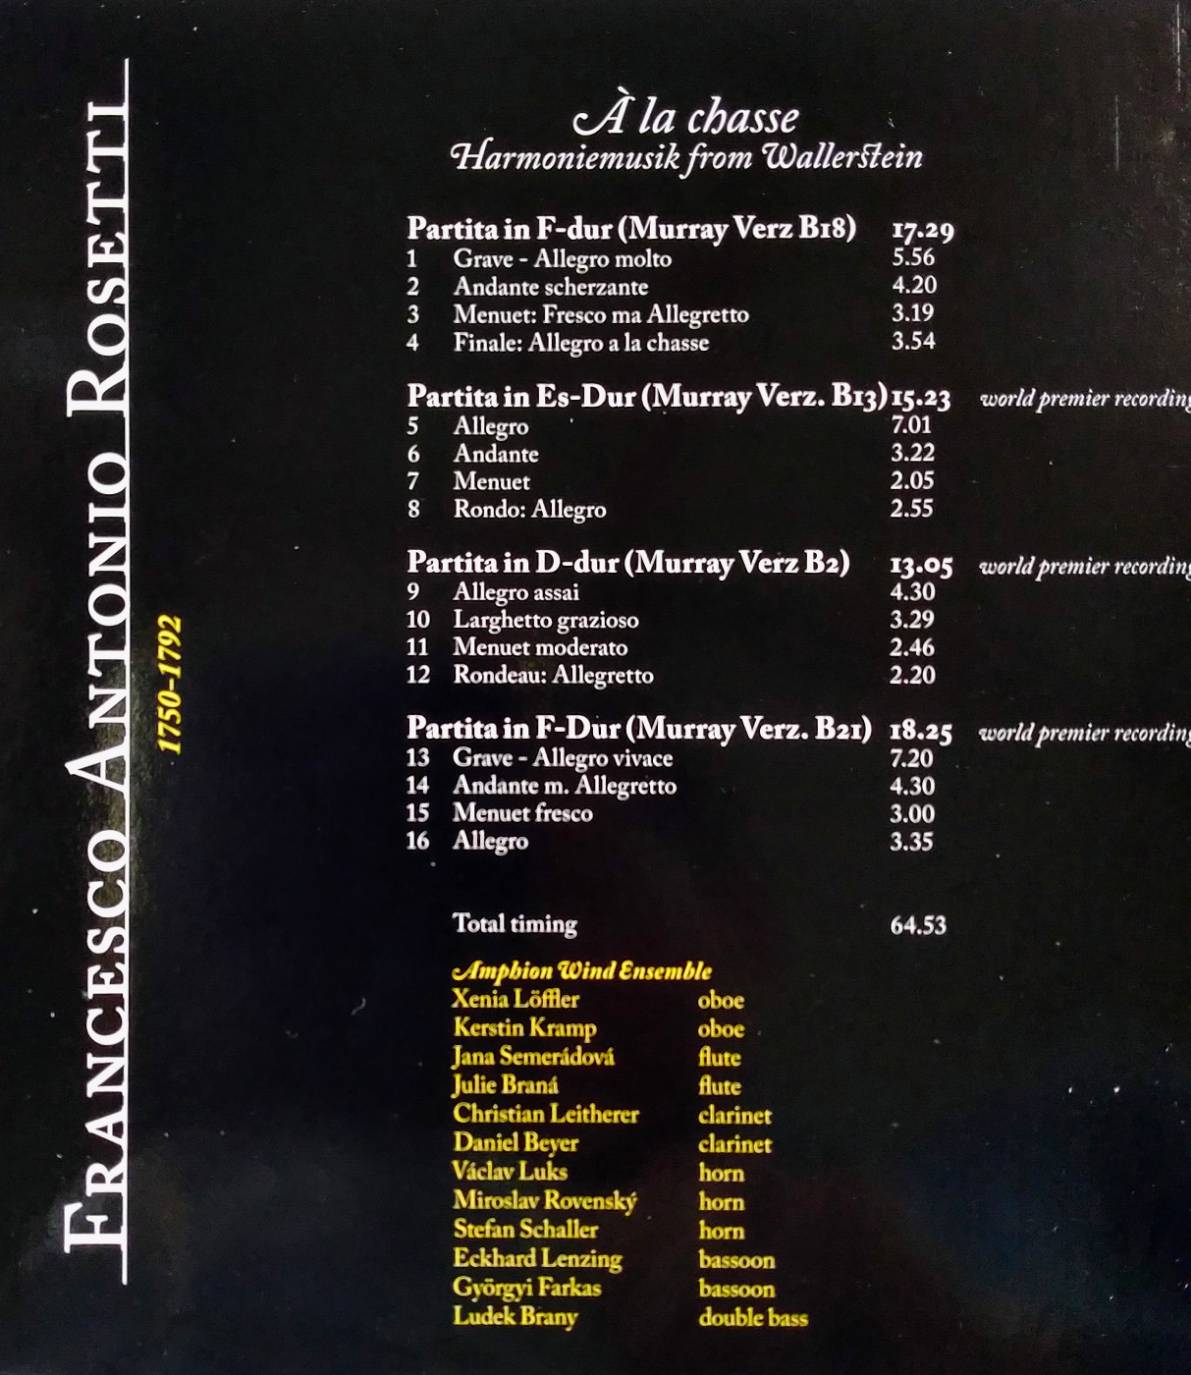 FRANCESCO ANTONIO ROSETTI
1750-1792
À la chasse
Harmoniemusik from Wallerstein
Partita in F-dur (Murray Verz B18) 17.29
1 Grave - Allegro molto 5.56
2 Andante scherzante 4.20
3 Menuet: Fresco ma Allegretto 3.19
4 Finale: Allegro a la chasse 3.54
Partita in Es-Dur (Murray Verz. B13) 15.23 world premier recording
5 Allegro 7.01
6 Andante 3.22
7 Menuet 2.05
8 Rondo: Allegro 2.55
Partita in D-dur (Murray Verz B2) 13.05 world premier recording
9 Allegro assai 4.30
10 Larghetto grazioso 3.29
11 Menuet moderato 2.46
12 Rondeau: Allegretto 2.20
Partita in F-Dur (Murray Verz. B21) 18.25 world premier recording
13 Grave - Allegro vivace 7.20
14 Andante m. Allegretto 4.30
15 Menuet fresco 3.00
16 Allegro 3.35
Total timing 64.53
Amphion Wind Ensemble
Xenia Löffler oboe
Kerstin Kramp oboe
Jana Semerádová flute
Julie Braná flute
Christian Leitherer clarinet
Daniel Beyer clarinet
Václav Luks horn
Miroslav Rovenský horn
Stefan Schaller horn
Eckhard Lenzing bassoon
Györgyi Farkas bassoon
Ludek Brany double bass